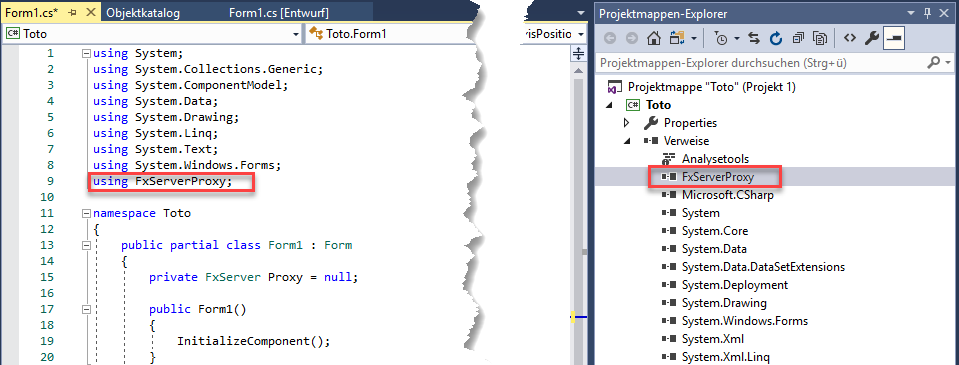 Form1.cs*
Objektkatalog
Form1.cs [Entwurf]
C# Toto
Toto.Form1
visPosition
1 using System;
2 using System.Collections.Generic;
3 using System.ComponentModel;
4 using System.Data;
5 using System.Drawing;
6 using System.Linq;
7 using System.Text;
8 using System.Windows.Forms;
9 using FxServerProxy;
10
11 namespace Toto
12 {
13 public partial class Form1 : Form
14 {
15 private FxServer Proxy = null;
16
17 public Form1()
18 {
19 InitializeComponent();
20 }
Projektmappen-Explorer
Projektmappen-Explorer durchsuchen (Strg+ü)
Projektmappe "Toto" (Projekt 1)
C# Toto
Properties
Verweise
Analysetools
FxServerProxy
Microsoft.CSharp
System
System.Core
System.Data
System.Data.DataSetExtensions
System.Deployment
System.Drawing
System.Windows.Forms
System.Xml
System.Xml.Linq